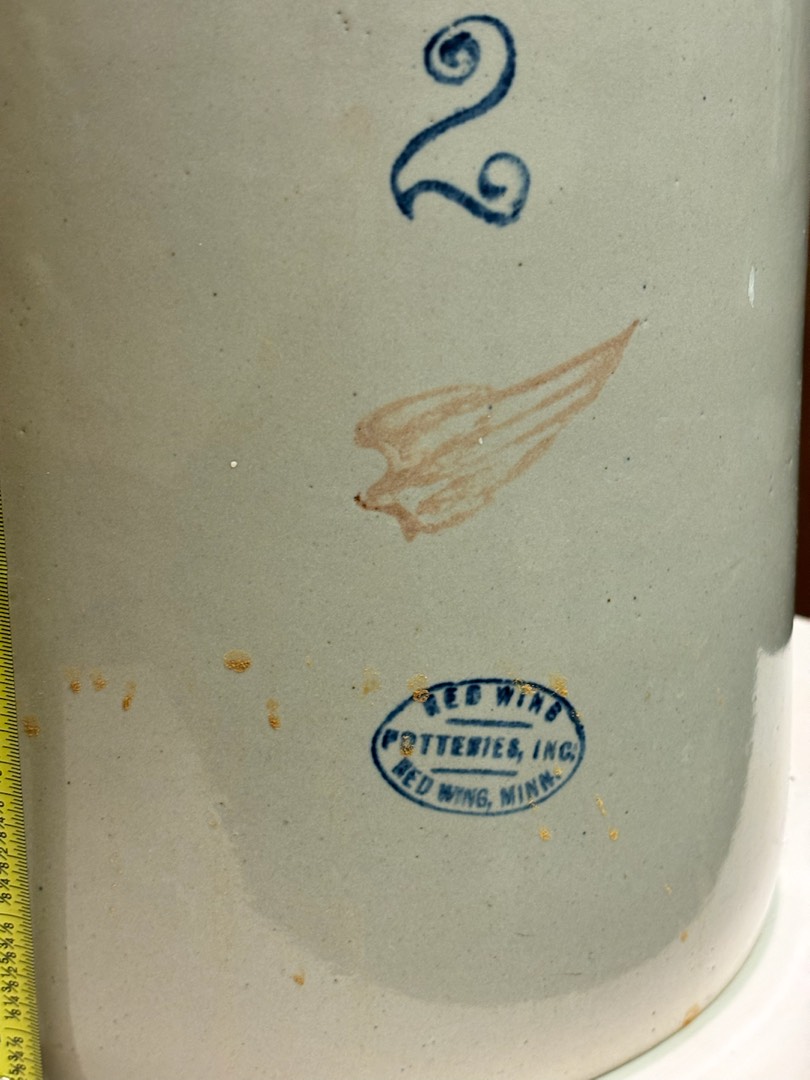 2
RED WING
POTTERIES, INC.
RED WING, MINN.